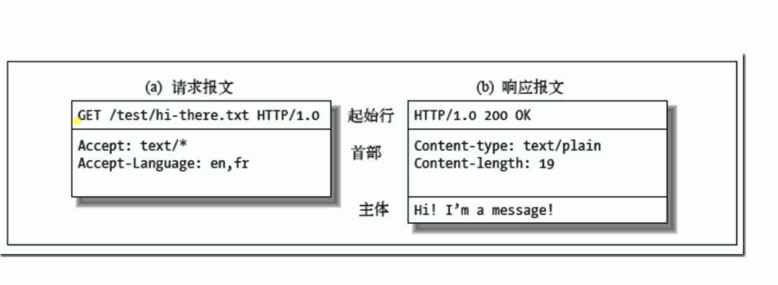 (a) 请求报文
(b) 响应报文
GET /test/hi-there.txt HTTP/1.0
起始行
HTTP/1.0 200 OK
Accept: text/*
Accept-Language: en,fr
首部
Content-type: text/plain
Content-length: 19
主体
Hi! I'm a message!